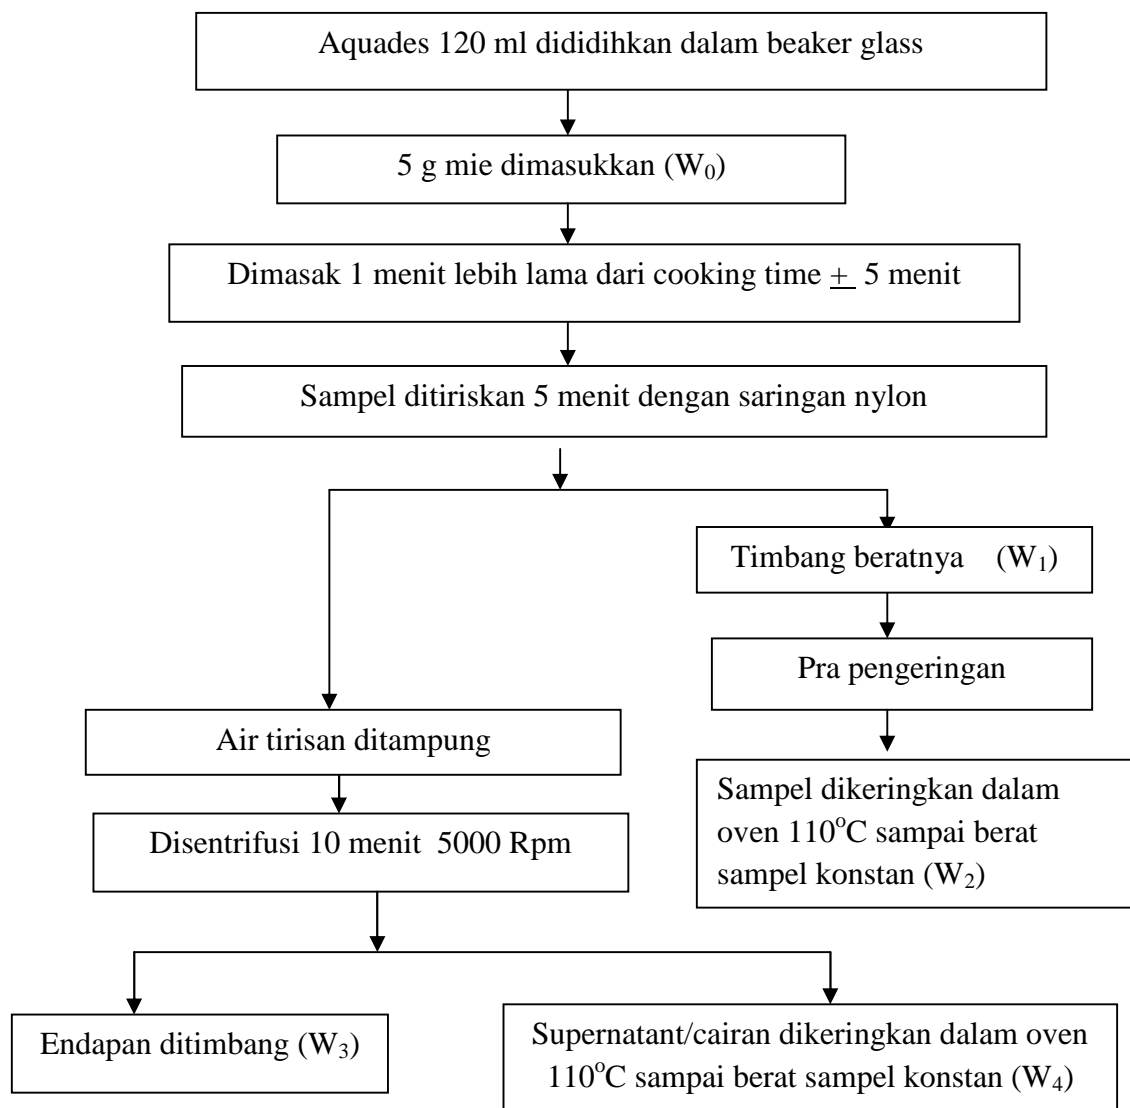 Aquades 120 ml dididihkan dalam beaker glass
5 g mie dimasukkan (W₀)
Dimasak 1 menit lebih lama dari cooking time ± 5 menit
Sampel ditiriskan 5 menit dengan saringan nylon
Timbang beratnya (W₁)
Pra pengeringan
Air tirisan ditampung
Sampel dikeringkan dalam
oven 110°C sampai berat
sampel konstan (W₂)
Disentrifusi 10 menit 5000 Rpm
Endapan ditimbang (W₃)
Supernatant/cairan dikeringkan dalam oven
110°C sampai berat sampel konstan (W₄)